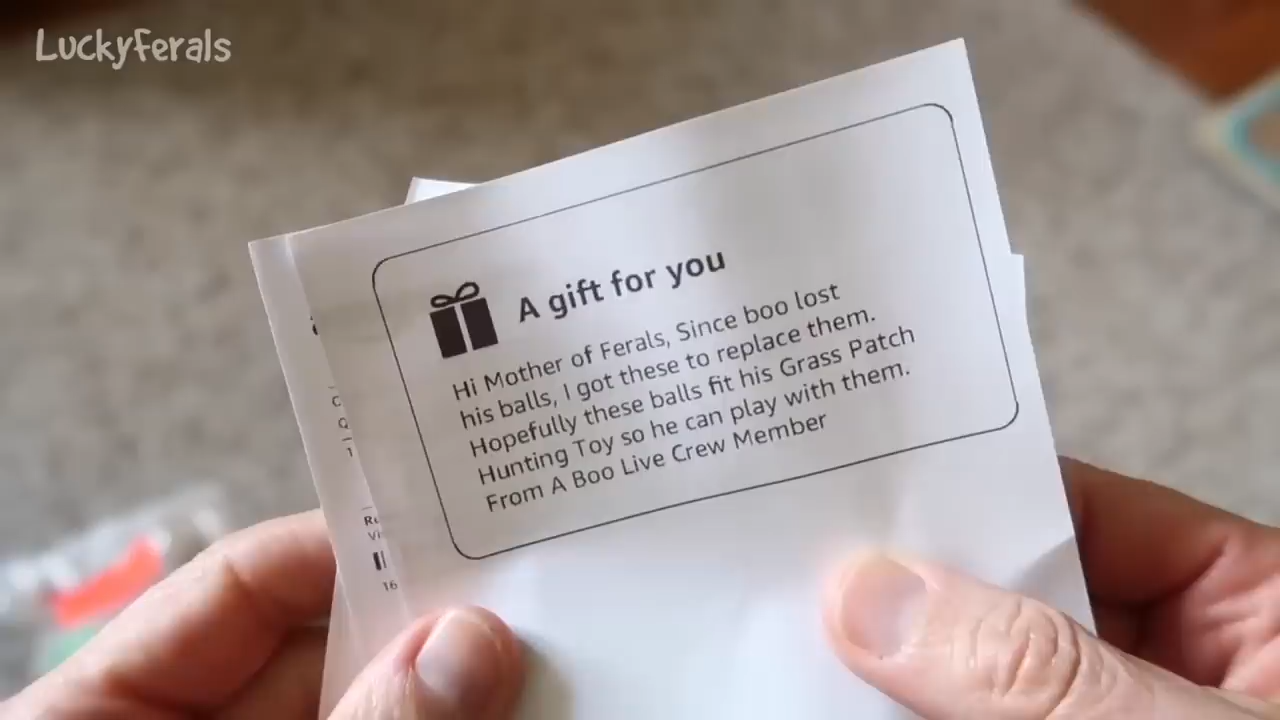 LuckyFerals
A gift for you
Hi Mother of Ferals, Since boo lost
his balls, I got these to replace them.
Hopefully these balls fit his Grass Patch
Hunting Toy so he can play with them.
From A Boo Live Crew Member
16